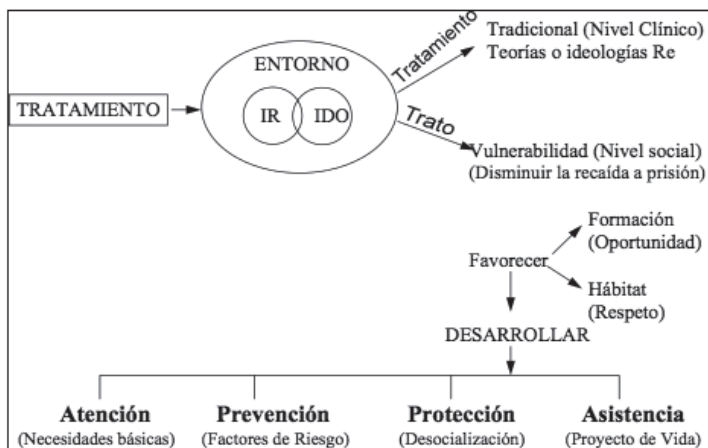 Tratamiento
Tradicional (Nivel Clínico)
Teorías o ideologías Re
ENTORNO
TRATAMIENTO
IR
IDO
Trato
Vulnerabilidad (Nivel social)
(Disminuir la recaída a prisión)
Formación
(Oportunidad)
Favorecer
Hábitat
(Respeto)
DESARROLLAR
Atención
(Necesidades básicas)
Prevención
(Factores de Riesgo)
Protección
(Desocialización)
Asistencia
(Proyecto de Vida)